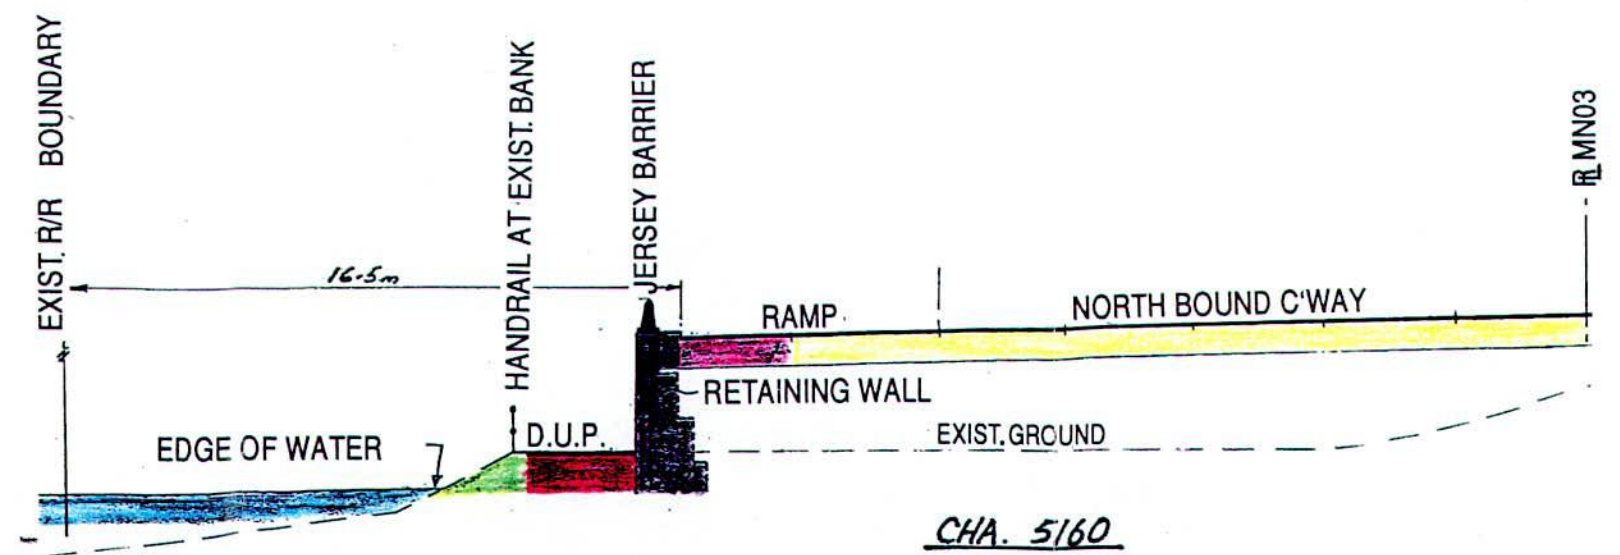 EXIST. R/R BOUNDARY
HANDRAIL AT EXIST. BANK
JERSEY BARRIER
MN03
16.5m
RAMP
NORTH BOUND C'WAY
RETAINING WALL
D.U.P.
EXIST. GROUND
EDGE OF WATER
CHA. 5160